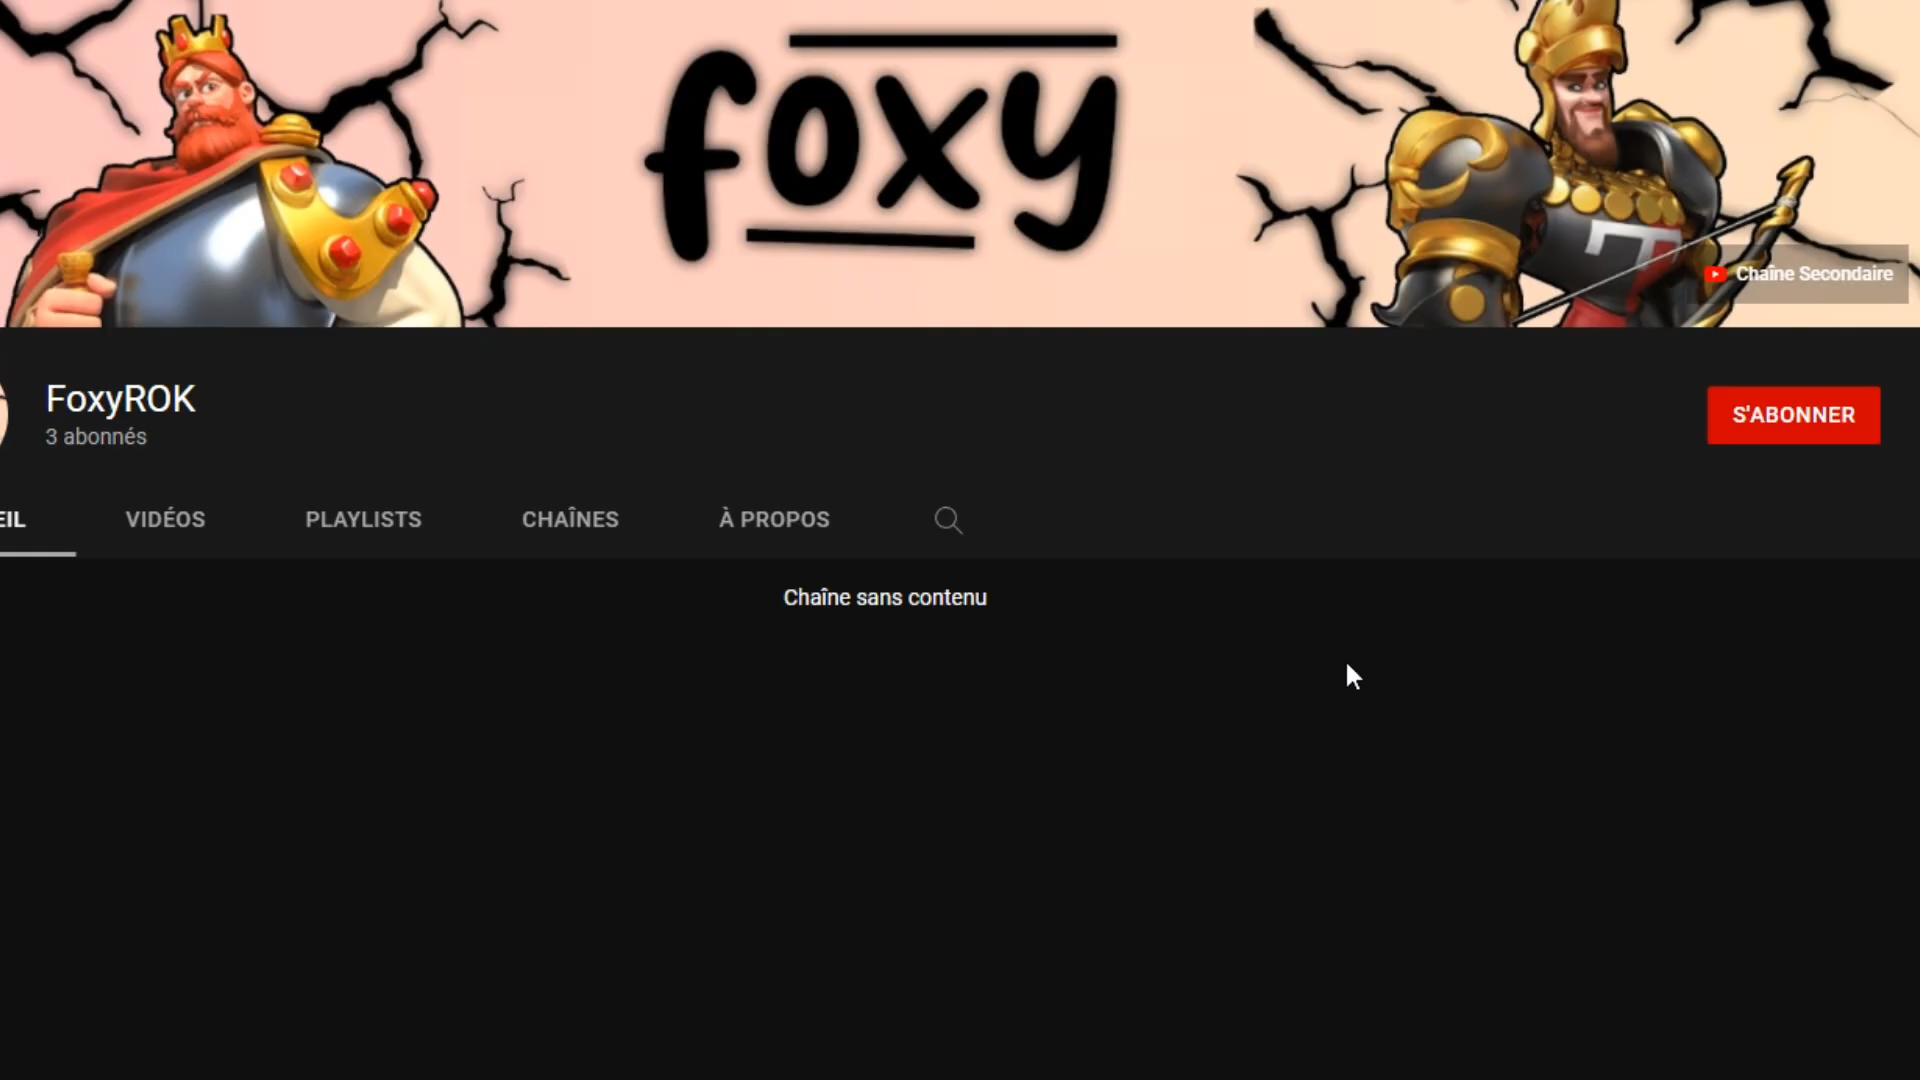 foxy
Chaîne Secondaire
FoxyROK
3 abonnés
S'ABONNER
EIL VIDÉOS PLAYLISTS CHAÎNES À PROPOS
Chaîne sans contenu